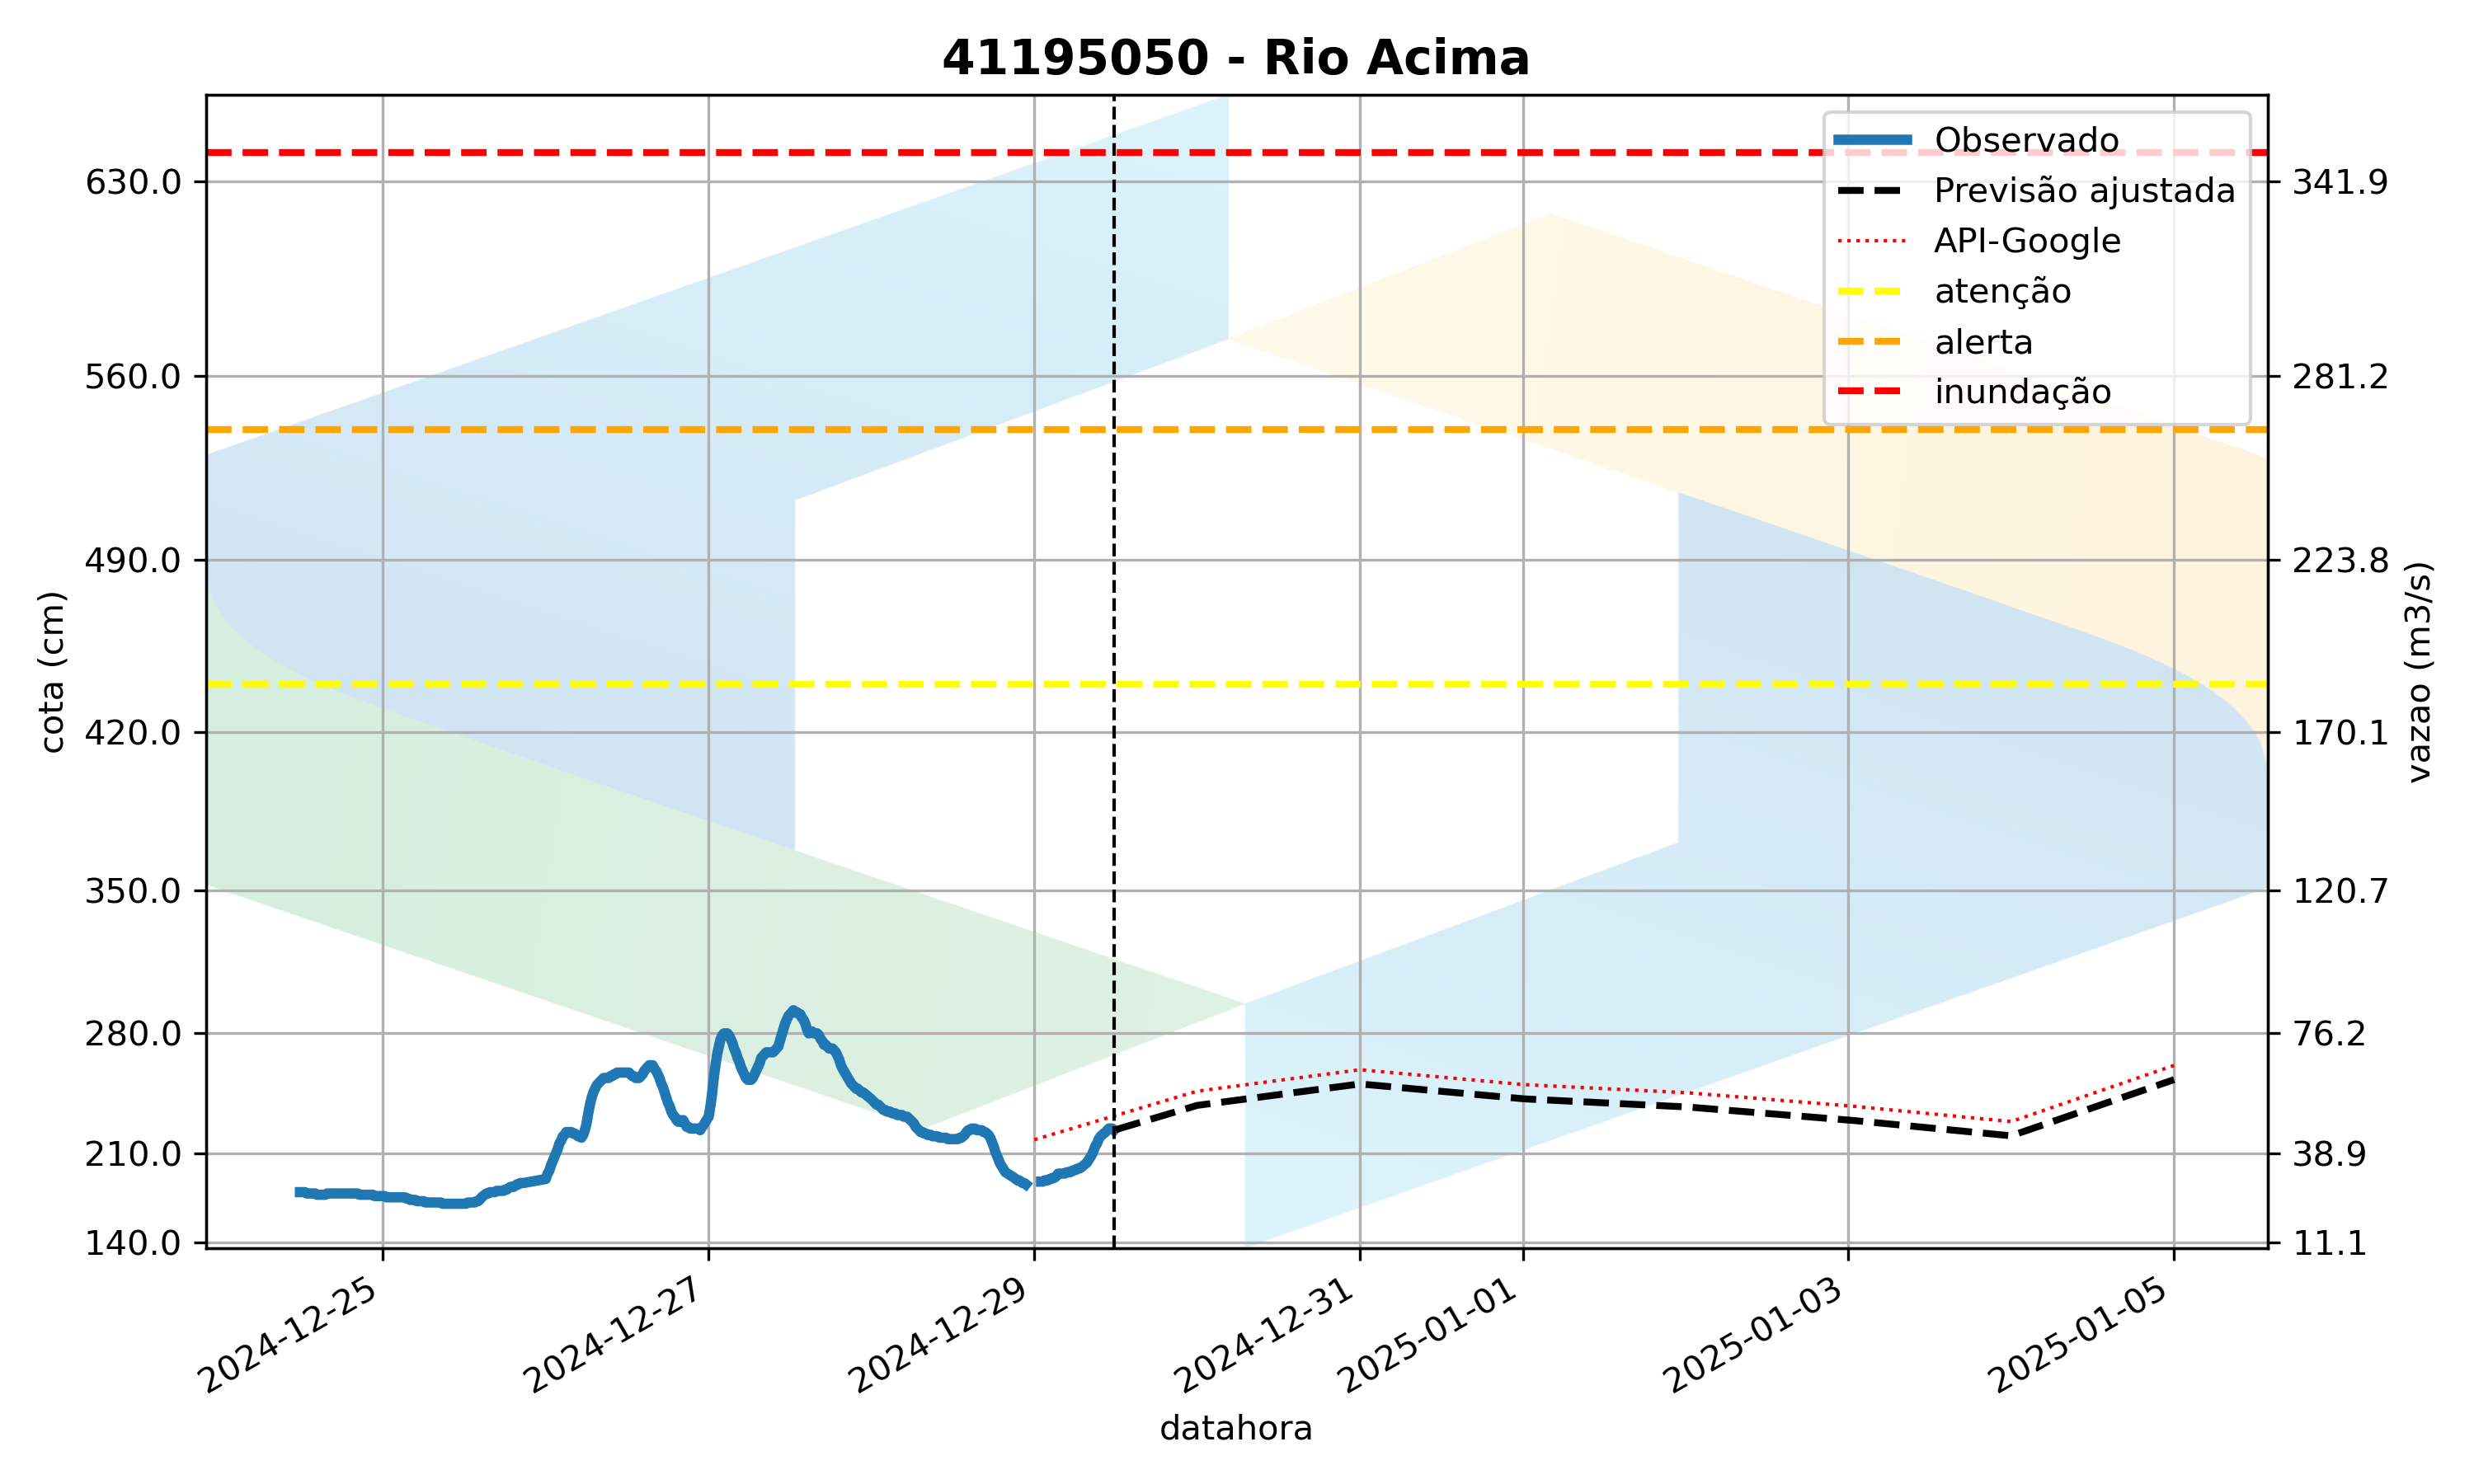 41195050 - Rio Acima
Observado
Previsão ajustada
API-Google
atenção
alerta
inundação
630.0
560.0
490.0
420.0
350.0
280.0
210.0
140.0
cota (cm)
341.9
281.2
223.8
170.1
120.7
76.2
38.9
11.1
vazao (m3/s)
2024-12-25
2024-12-27
2024-12-29
2024-12-31
2025-01-01
2025-01-03
2025-01-05
datahora